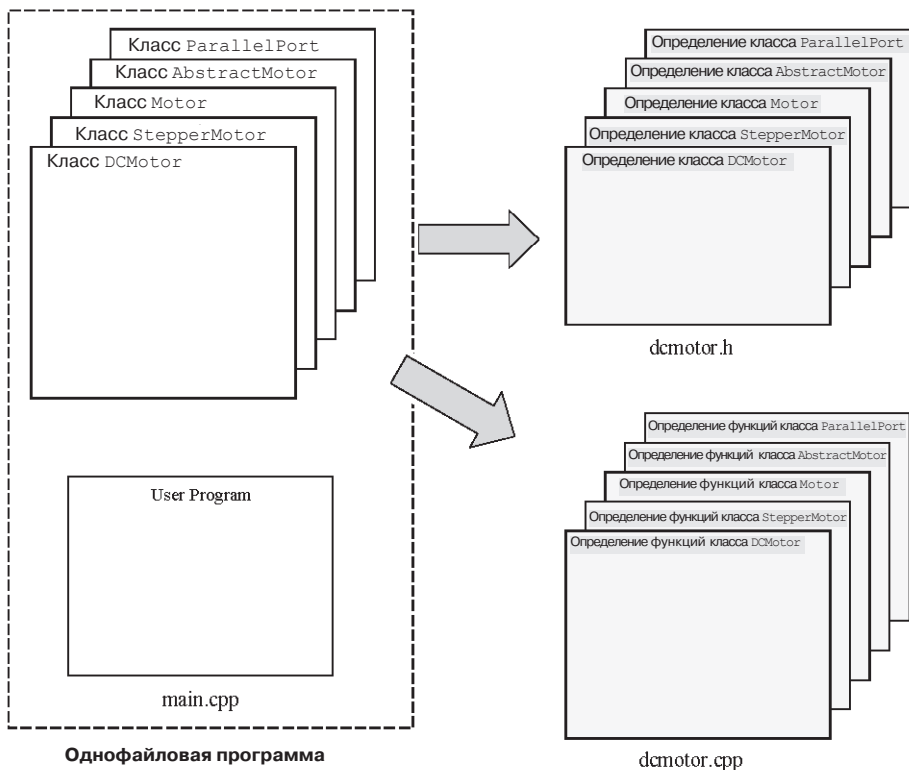 Класс ParallelPort
Класс AbstractMotor
Класс Motor
Класс StepperMotor
Класс DCMotor
User Program
main.cpp
Однофайловая программа
Определение класса ParallelPort
Определение класса AbstractMotor
Определение класса Motor
Определение класса StepperMotor
Определение класса DCMotor
dcmotor.h
Определение функций класса ParallelPort
Определение функций класса AbstractMotor
Определение функций класса Motor
Определение функций класса StepperMotor
Определение функций класса DCMotor
dcmotor.cpp